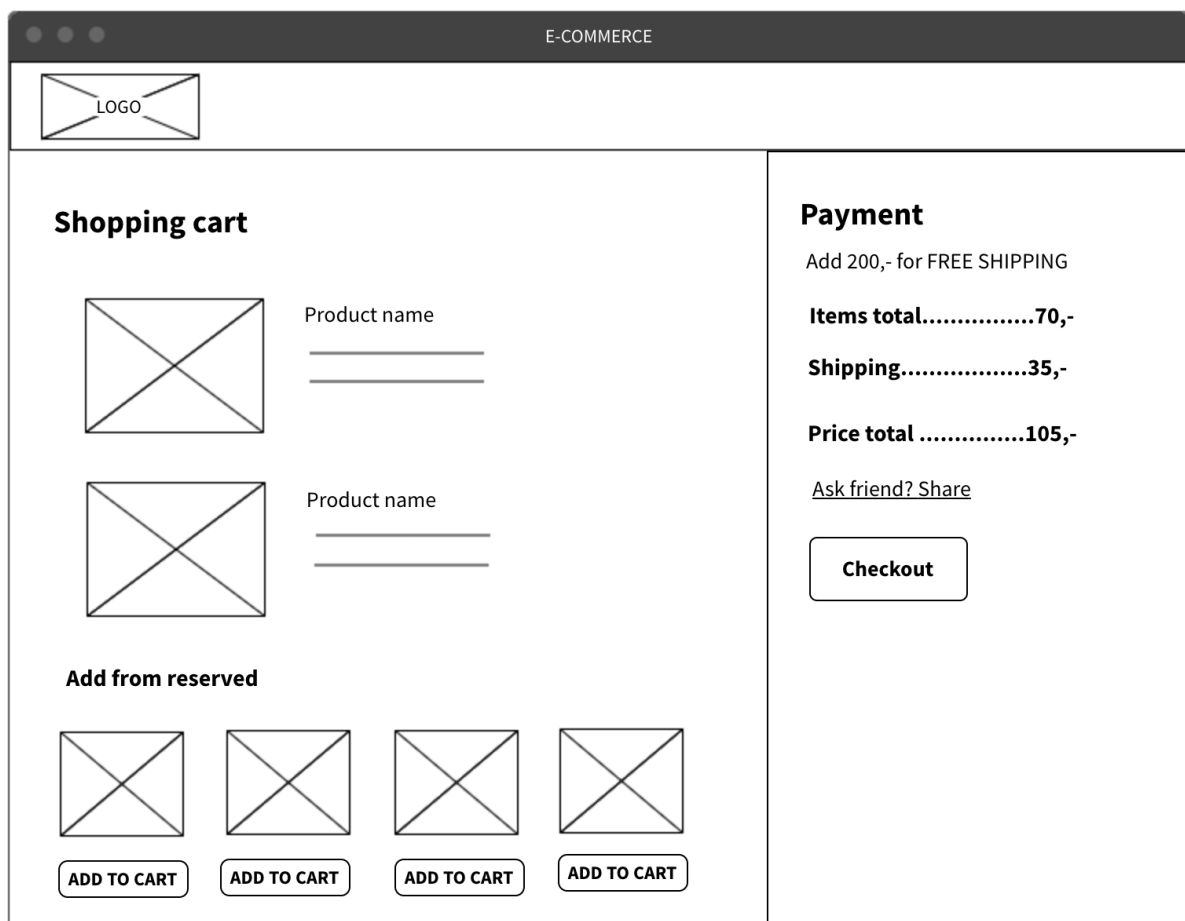 E-COMMERCE
LOGO
Shopping cart
Product name
Product name
Add from reserved
ADD TO CART
ADD TO CART
ADD TO CART
ADD TO CART
Payment
Add 200,- for FREE SHIPPING
Items total................70,-
Shipping..................35,-
Price total ...............105,-
Ask friend? Share
Checkout